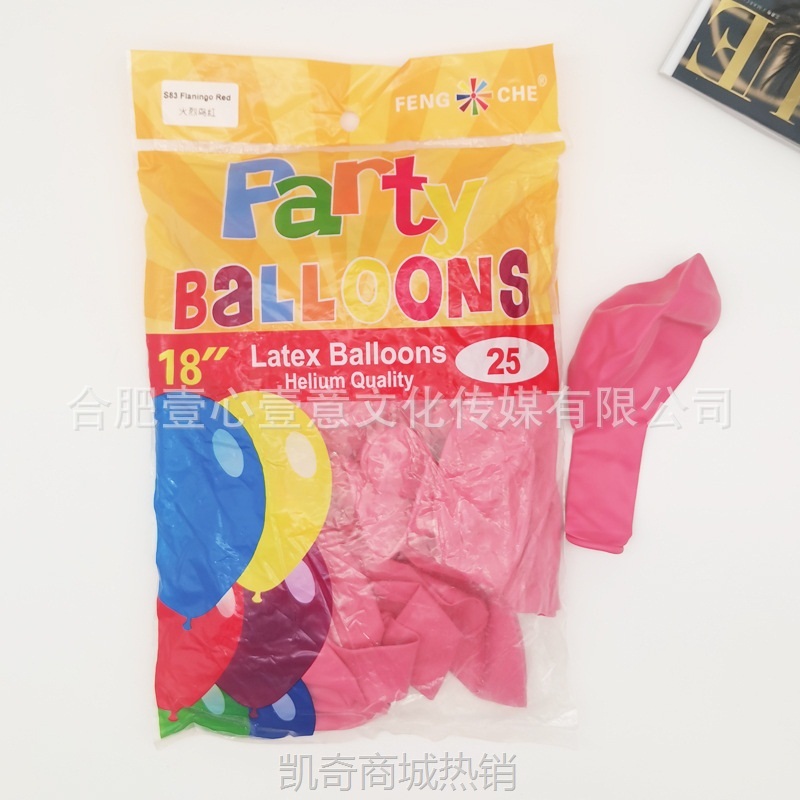 S83 Flaningo Red
火烈鸟红
FENG CHE®
Party
BALLOONS
18″ Latex Balloons 25
Helium Quality
合肥壹心壹意文化传媒有限公司
凯奇商城热销